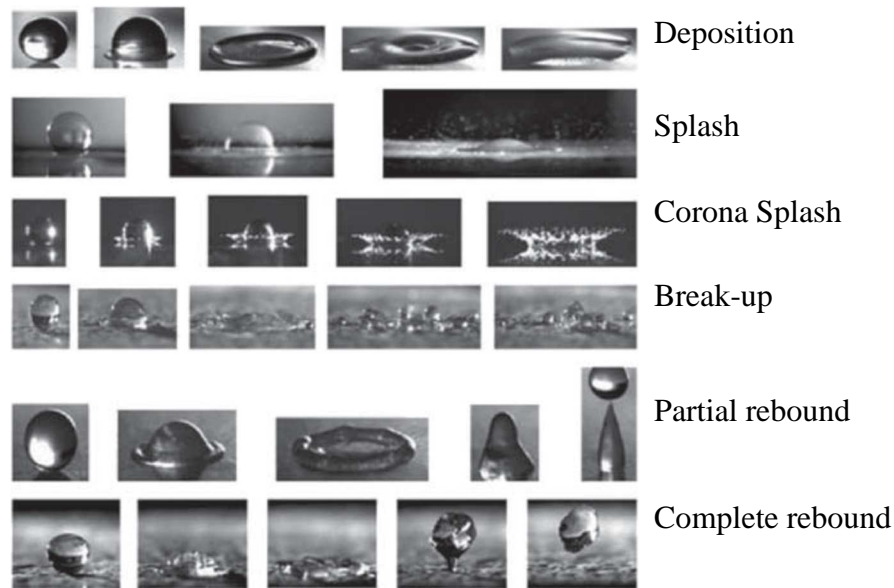 Deposition
Splash
Corona Splash
Break-up
Partial rebound
Complete rebound